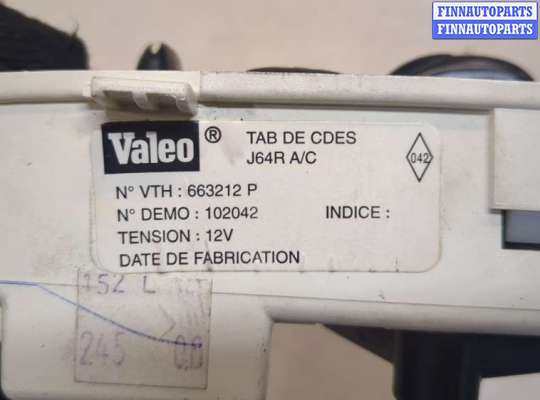 FINNAUTOPARTS
FINNAUTOPARTS
Valeo ®
TAB DE CDES
J64R A/C
042
N° VTH : 663212 P
N° DEMO : 102042 INDICE :
TENSION : 12V
DATE DE FABRICATION
152 L
245